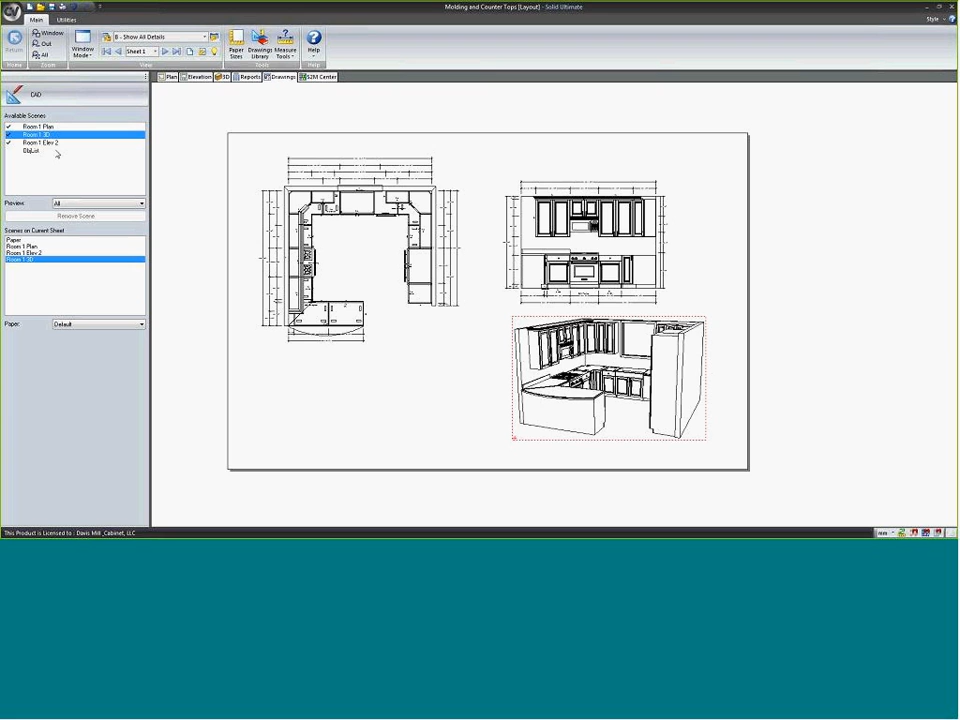 Molding and Counter Tops [Layout] - Solid Ultimate
Main Utilities Style
Return
Window
Out
All
Window Mode
B - Show All Details
Sheet 1
Paper Sizes
Drawings Library
Measure Tools
Help
Home Zoom View Tools Help
Plan Elevation 3D Reports Drawings S2M Center
CAD
Available Scenes
Room 1 Plan
Room 1 3D
Room 1 Elev 2
ObjList
Preview: All
Remove Scene
Scenes on Current Sheet
Paper
Room 1 Plan
Room 1 Elev 2
Room 1 3D
Paper: Default
This Product is Licensed to : Davis Mill_Cabinet, LLC
mm